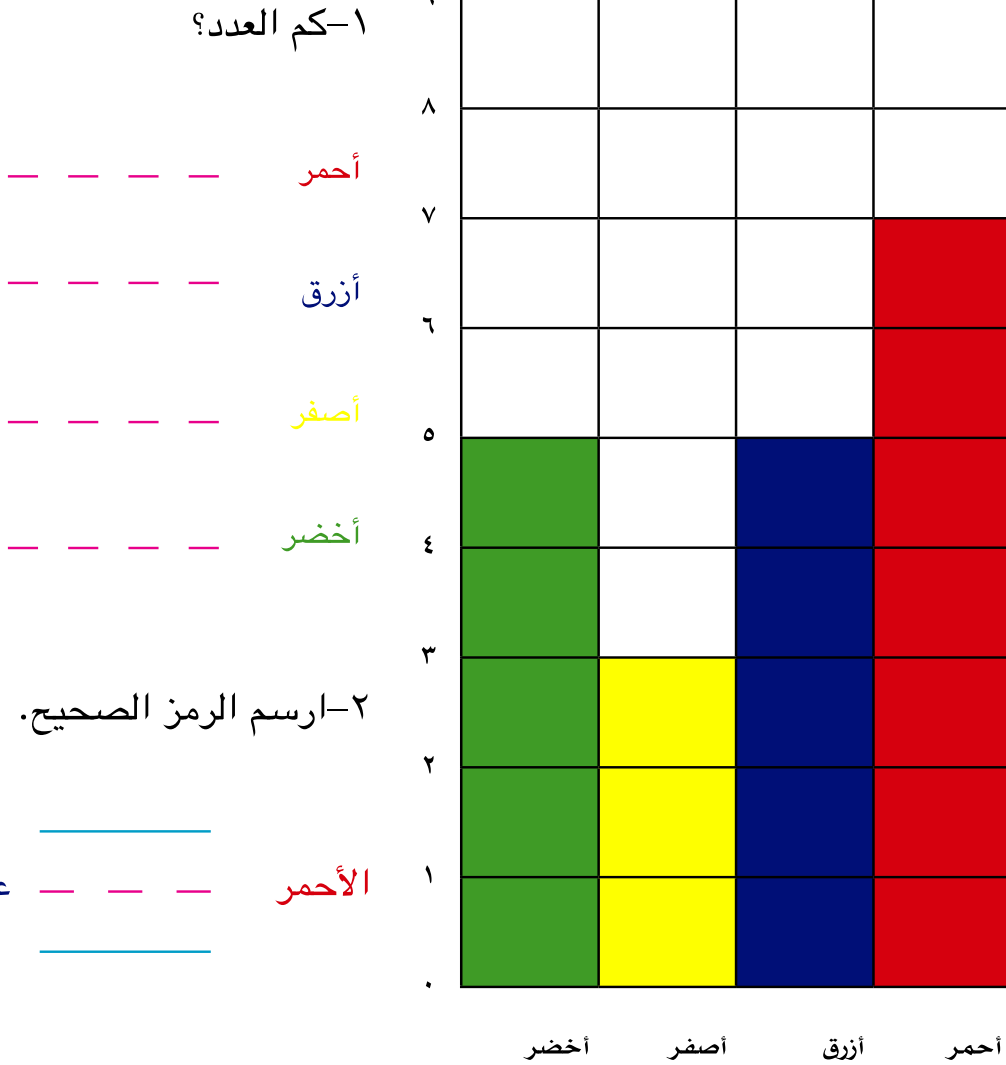 ١–كم العدد؟
أحمر
أزرق
أصفر
أخضر
٢–ارسم الرمز الصحيح.
الأحمر
٨
٧
٦
٥
٤
٣
٢
١
٠
أحمر
أزرق
أصفر
أخضر